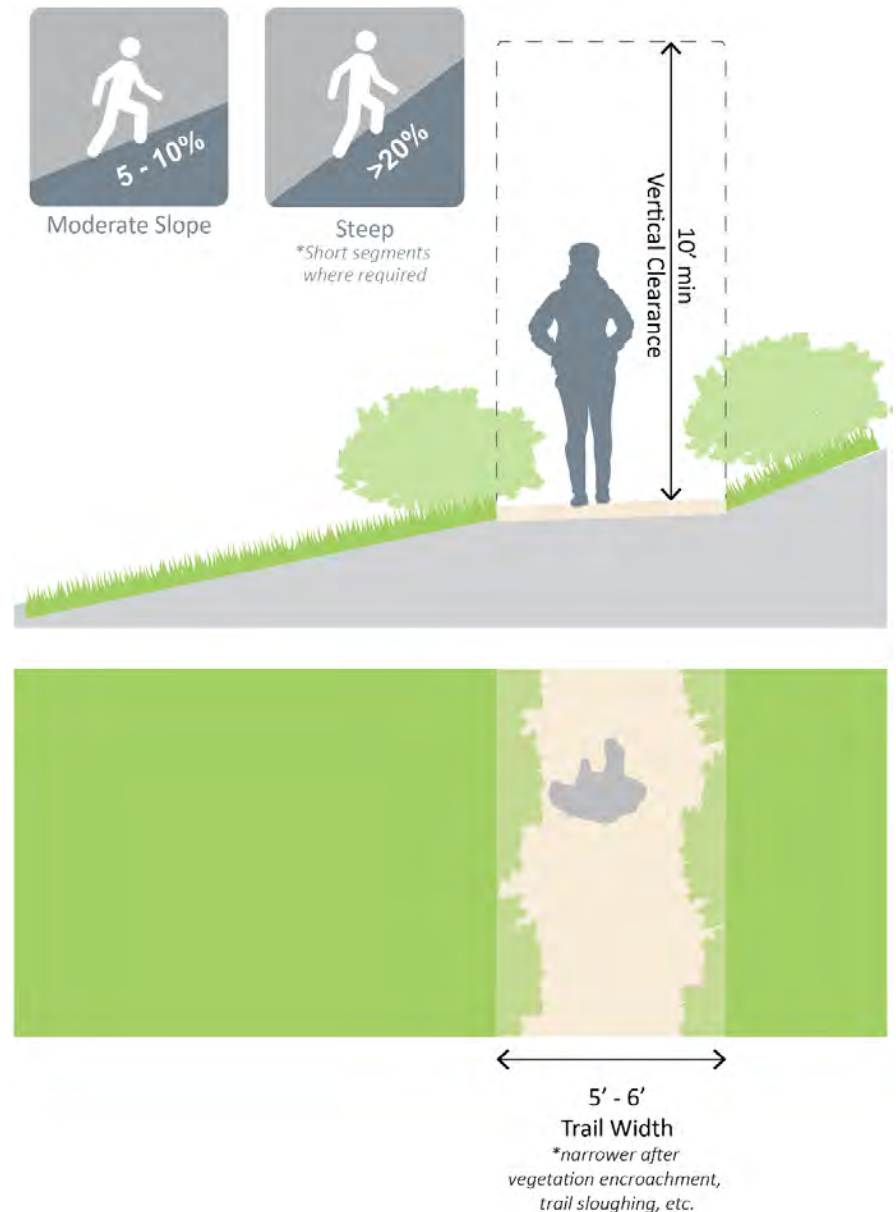 5 - 10%
Moderate Slope
>20%
Steep
*Short segments
where required
10' min
Vertical Clearance
5' - 6'
Trail Width
*narrower after
vegetation encroachment,
trail sloughing, etc.